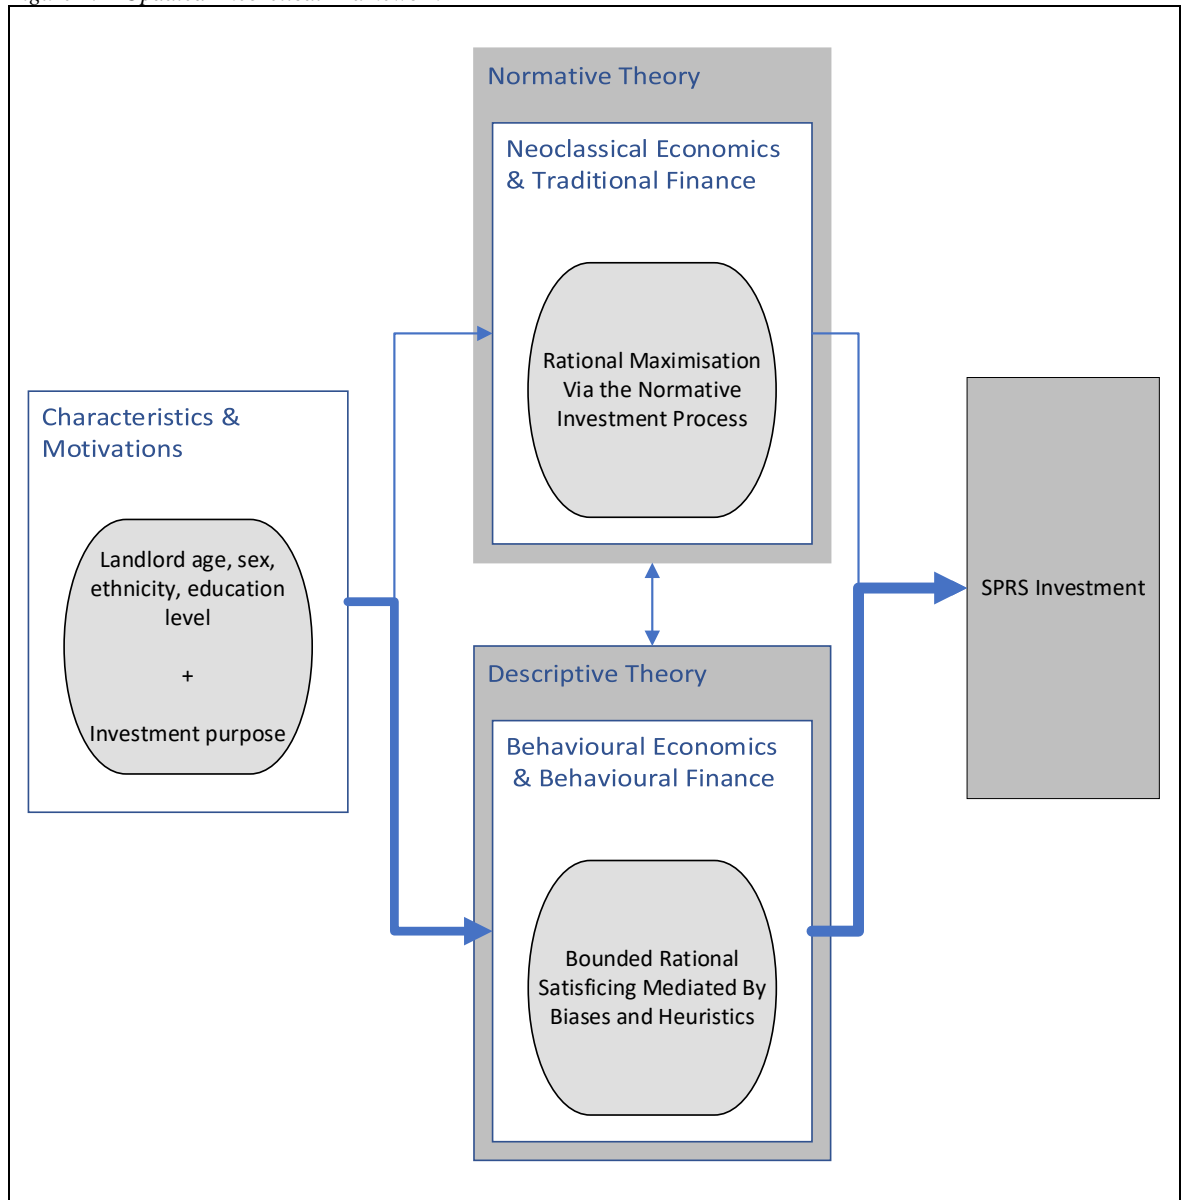 Normative Theory
Neoclassical Economics
& Traditional Finance
Rational Maximisation
Via the Normative
Investment Process
Characteristics &
Motivations
Landlord age, sex,
ethnicity, education
level
+
Investment purpose
SPRS Investment
Descriptive Theory
Behavioural Economics
& Behavioural Finance
Bounded Rational
Satisficing Mediated By
Biases and Heuristics